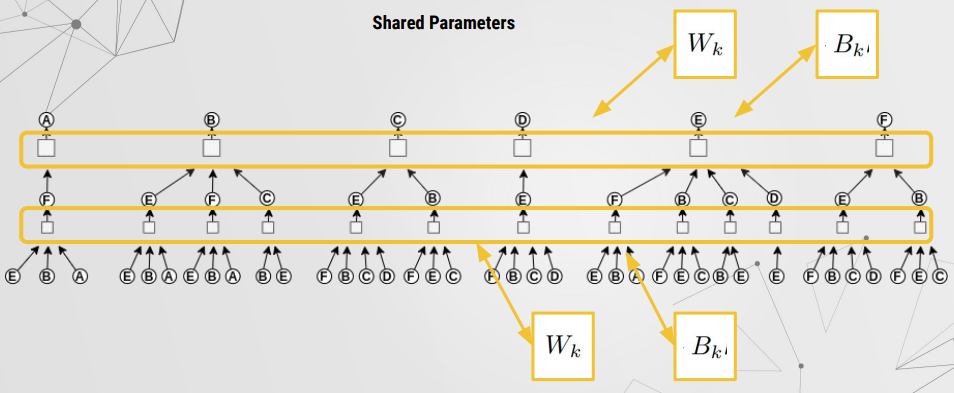 Shared Parameters
W_k B_k
A B C D E F
F E F C E B E F B C D E B
E B A E B A E B A B E F B C D F E C A B C D E B A F E C B E E F B C D F E C
W_k B_k